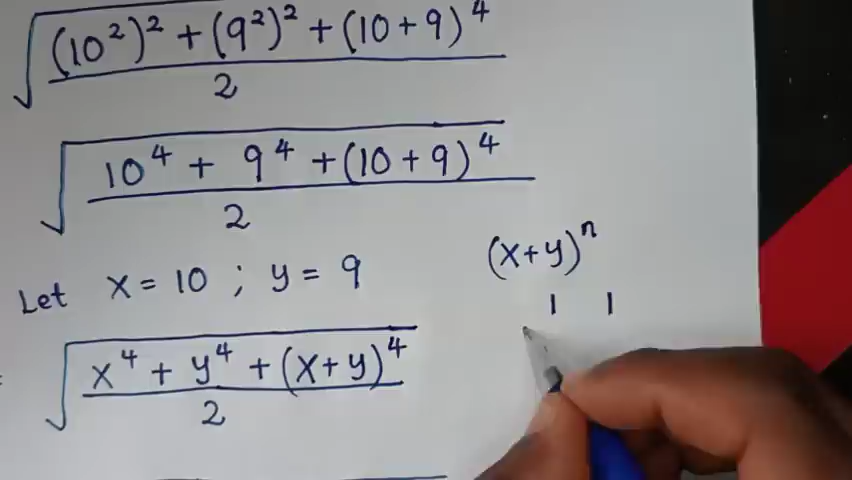 √(((10²)² + (9²)² + (10+9)⁴)/2)
√((10⁴ + 9⁴ + (10+9)⁴)/2)
Let x = 10 ; y = 9
(x+y)ⁿ
1 1
√((x⁴ + y⁴ + (x+y)⁴)/2)